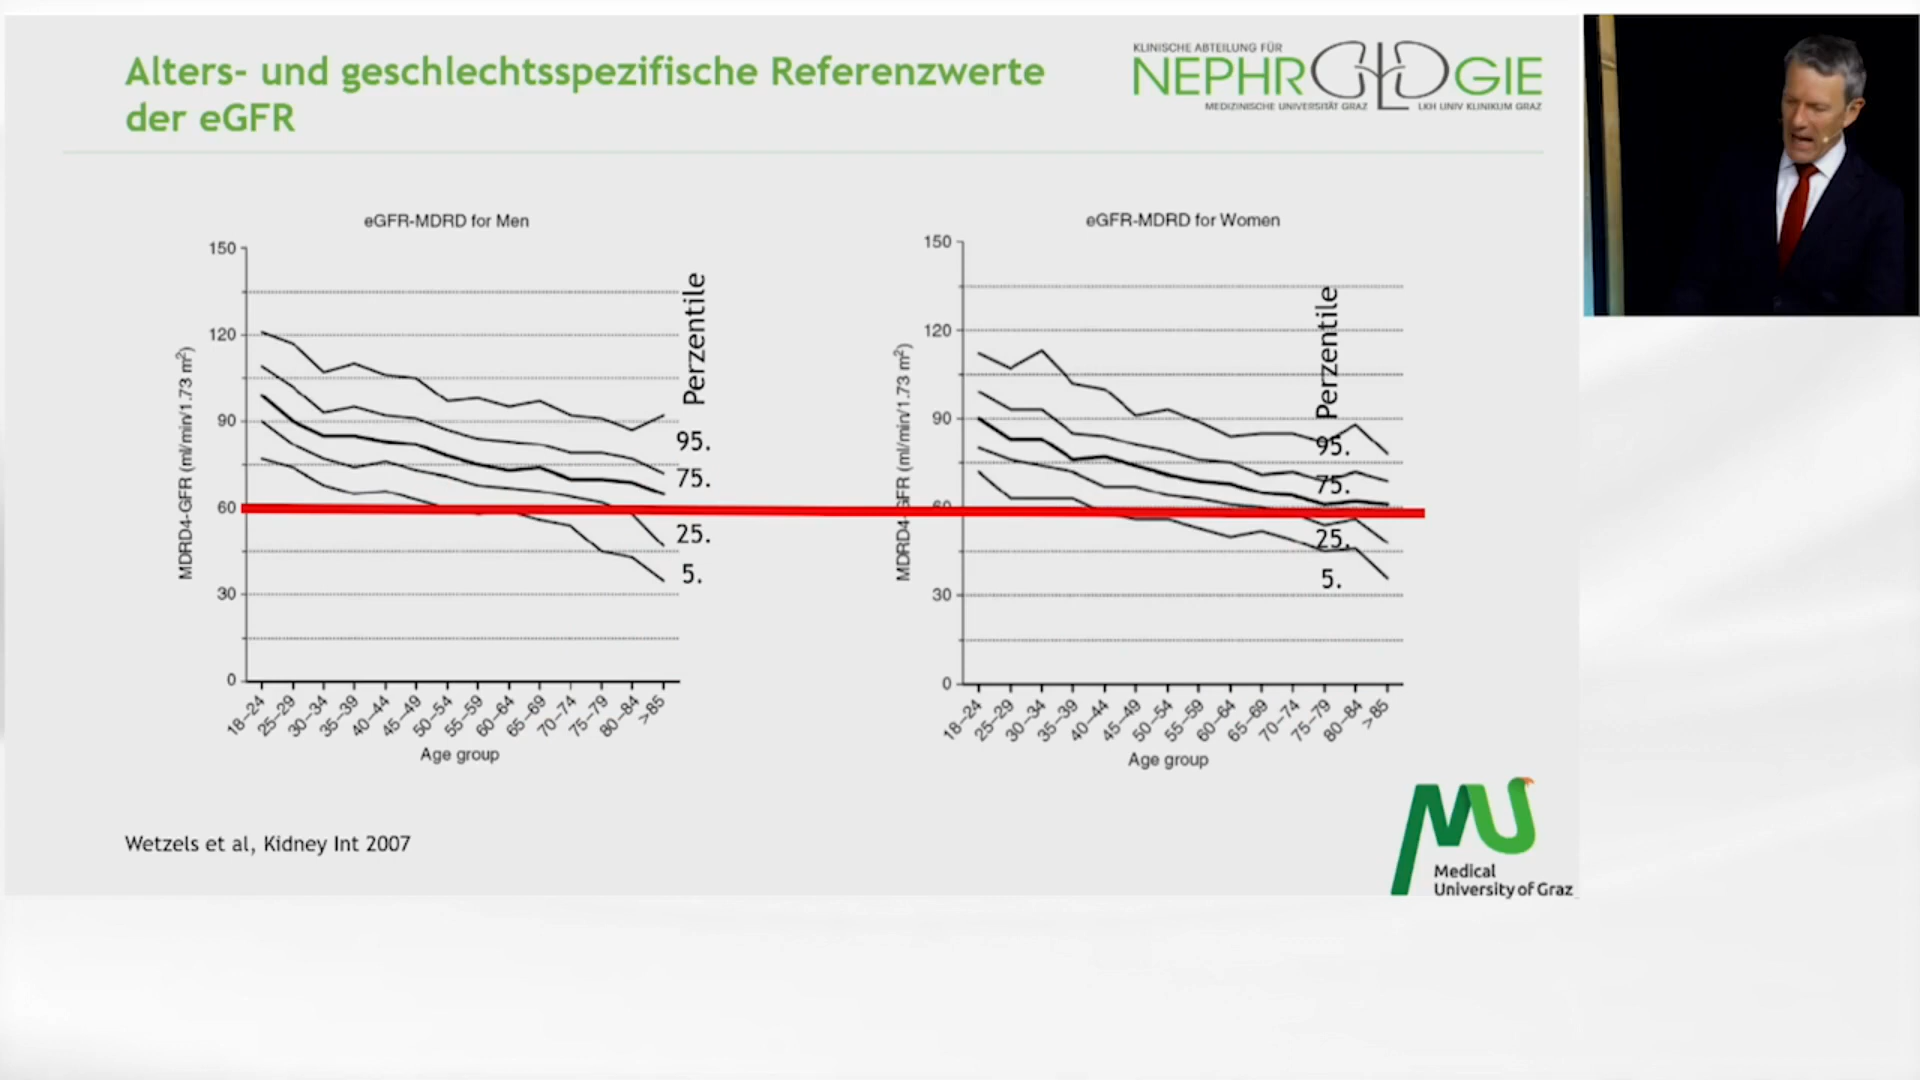 Alters- und geschlechtsspezifische Referenzwerte
der eGFR
KLINISCHE ABTEILUNG FÜR
NEPHROLOGIE
MEDIZINISCHE UNIVERSITÄT GRAZ
LKH UNIV KLINIKUM GRAZ
eGFR-MDRD for Men
150
120
90
60
30
0
MDRD4-GFR (ml/min/1.73 m²)
Perzentile
95.
75.
25.
5.
18–24
25–29
30–34
35–39
40–44
45–49
50–54
55–59
60–64
65–69
70–74
75–79
80–84
>85
Age group
eGFR-MDRD for Women
150
120
90
60
30
0
MDRD4-GFR (ml/min/1.73 m²)
Perzentile
95.
75.
25.
5.
18–24
25–29
30–34
35–39
40–44
45–49
50–54
55–59
60–64
65–69
70–74
75–79
80–84
>85
Age group
Wetzels et al, Kidney Int 2007
Medical
University of Graz